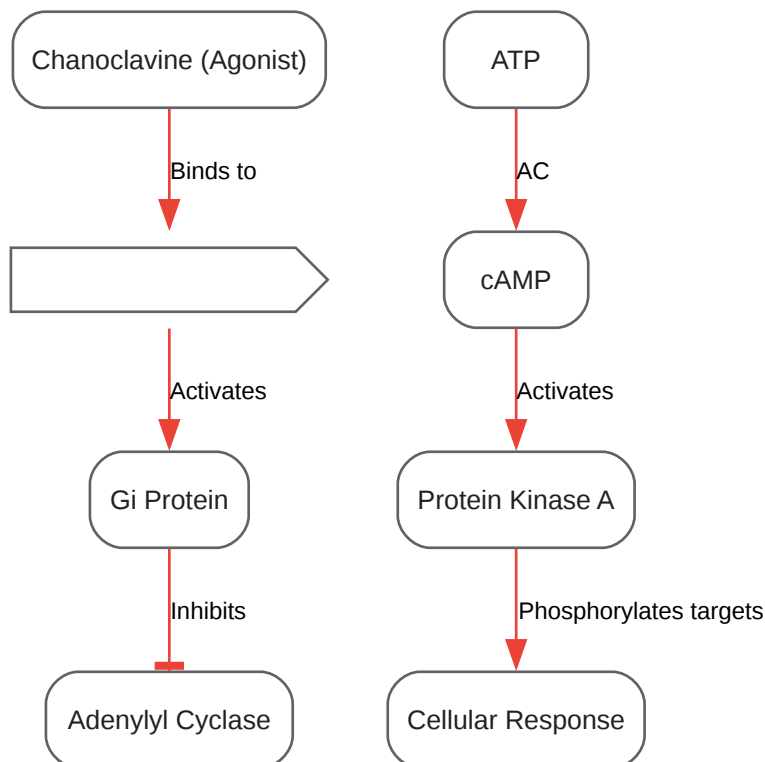 Chanoclavine (Agonist)
ATP
Binds to
AC
cAMP
Activates
Activates
Gi Protein
Protein Kinase A
Inhibits
Phosphorylates targets
Adenylyl Cyclase
Cellular Response